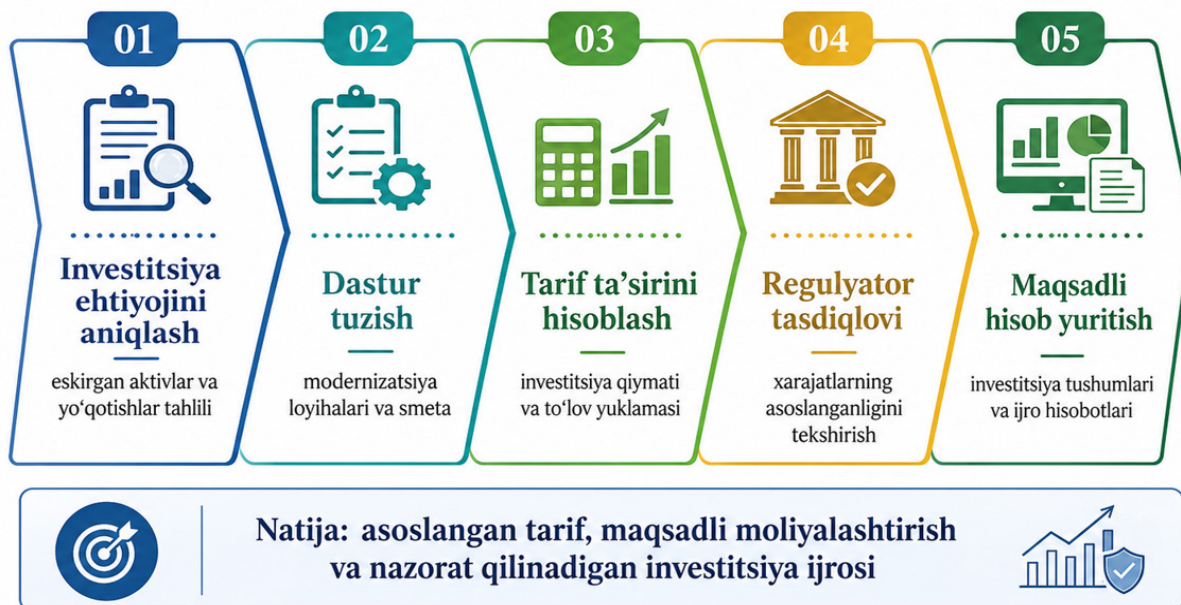 01
Investitsiya
ehtiyojini
aniqlash
eskirgan aktivlar va
yo‘qotishlar tahlili
02
Dastur
tuzish
modernizatsiya
loyihalari va smeta
03
Tarif ta’sirini
hisoblash
investitsiya qiymati
va to‘lov yuklamasi
04
Regulyator
tasdiqlovi
xarajatlarning
asoslanganligini
tekshirish
05
Maqsadli
hisob yuritish
investitsiya tushumlari
va ijro hisobotlari
Natija: asoslangan tarif, maqsadli moliyalashtirish
va nazorat qilinadigan investitsiya ijrosi